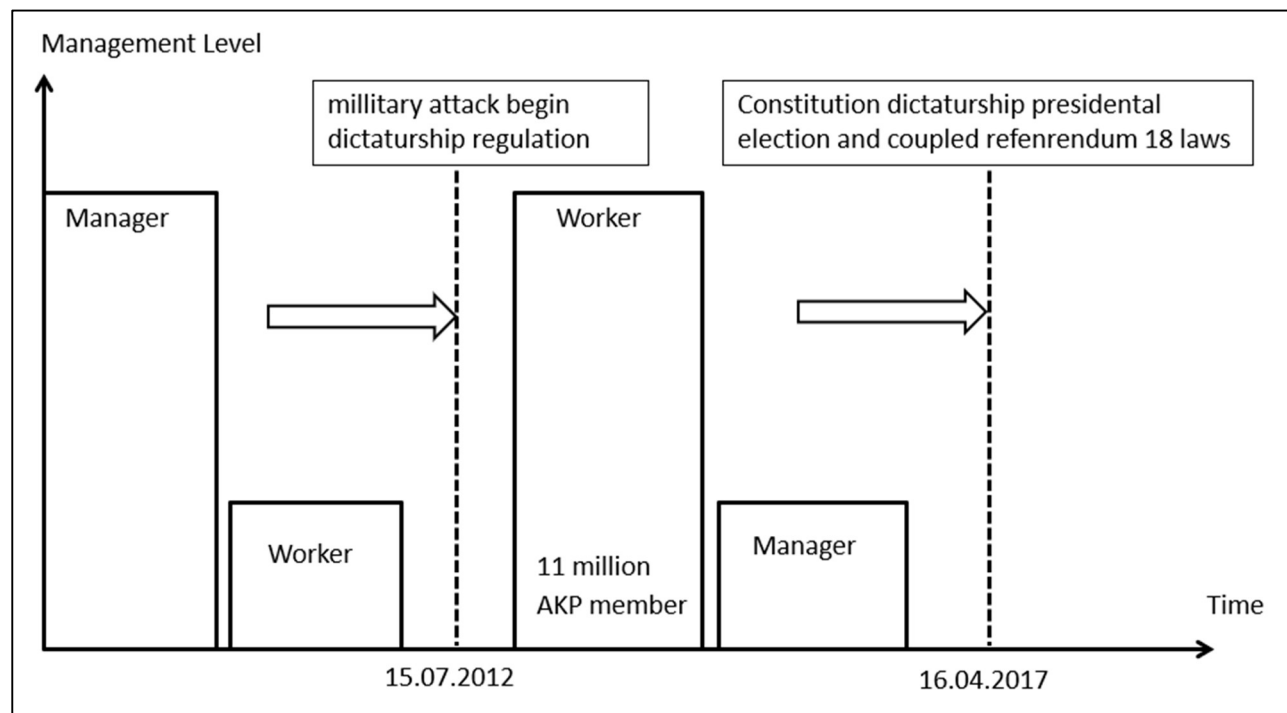 Management Level
millitary attack begin
dictaturship regulation
Constitution dictaturship presidental
election and coupled refenrendum 18 laws
Manager
Worker
Worker
11 million
AKP member
Manager
Time
15.07.2012
16.04.2017